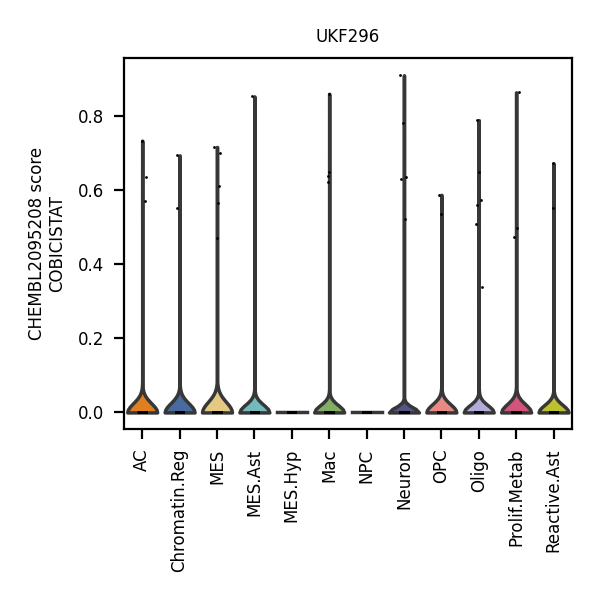 UKF296
CHEMBL2095208 score
COBICISTAT
0.8
0.6
0.4
0.2
0.0
AC
Chromatin.Reg
MES
MES.Ast
MES.Hyp
Mac
NPC
Neuron
OPC
Oligo
Prolif.Metab
Reactive.Ast